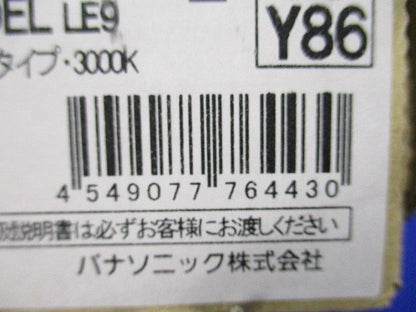 DEL LE9
タイプ・3000K
Y86
4 549077 764430
説明書は必ずお客様にお渡しください
パナソニック株式会社